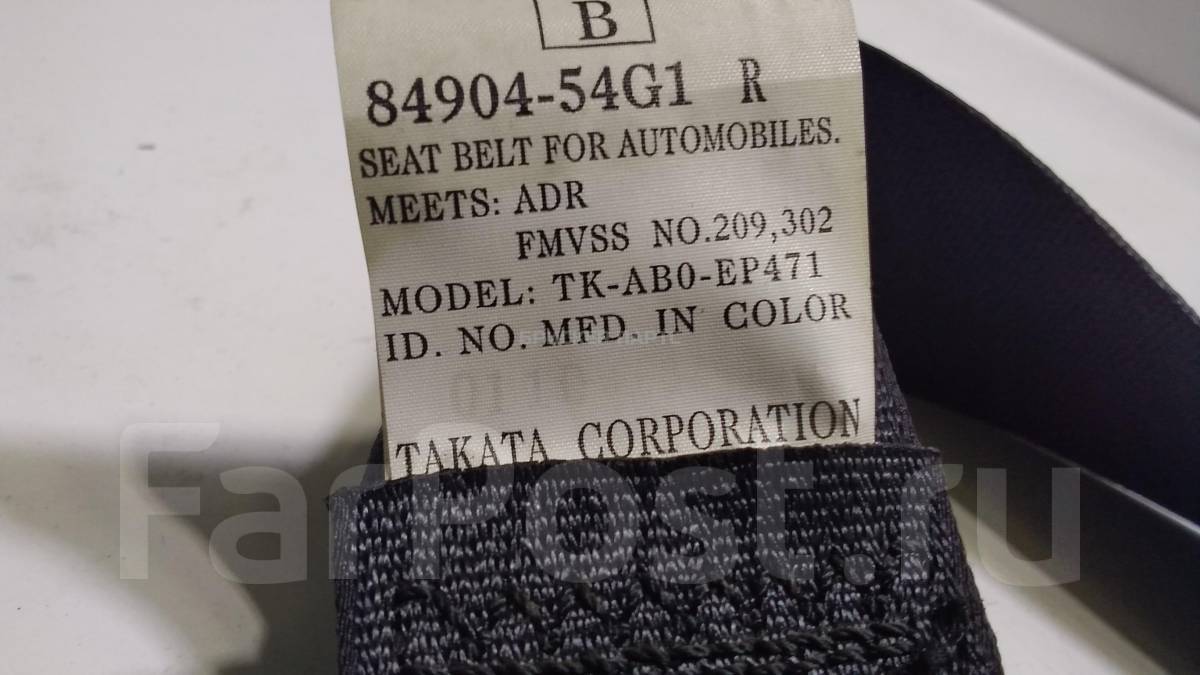 B
84904-54G1 R
SEAT BELT FOR AUTOMOBILES.
MEETS: ADR
FMVSS NO.209,302
MODEL: TK-AB0-EP471
ID. NO. MFD. IN COLOR
TAKATA CORPORATION
FarPost.ru